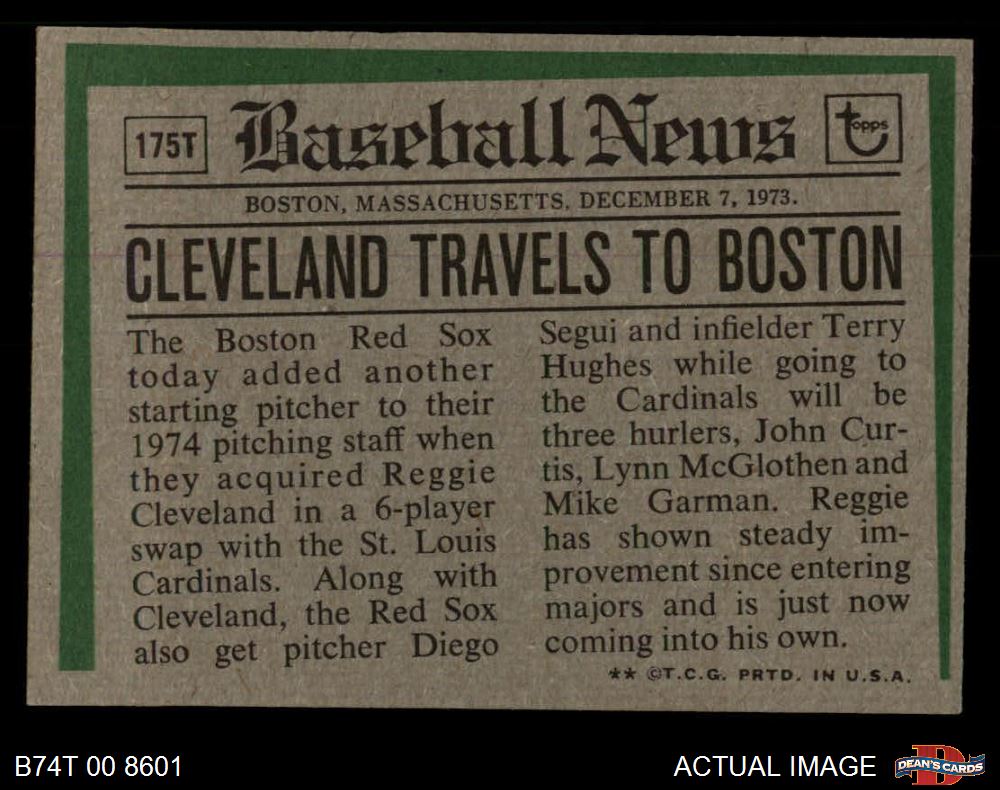 175T Baseball News topps
BOSTON, MASSACHUSETTS, DECEMBER 7, 1973.
CLEVELAND TRAVELS TO BOSTON
The Boston Red Sox
today added another
starting pitcher to their
1974 pitching staff when
they acquired Reggie
Cleveland in a 6-player
swap with the St. Louis
Cardinals. Along with
Cleveland, the Red Sox
also get pitcher Diego
Segui and infielder Terry
Hughes while going to
the Cardinals will be
three hurlers, John Cur-
tis, Lynn McGlothen and
Mike Garman. Reggie
has shown steady im-
provement since entering
majors and is just now
coming into his own.
** ©T.C.G. PRTD. IN U.S.A.
B74T 00 8601
ACTUAL IMAGE
D
DEAN'S CARDS